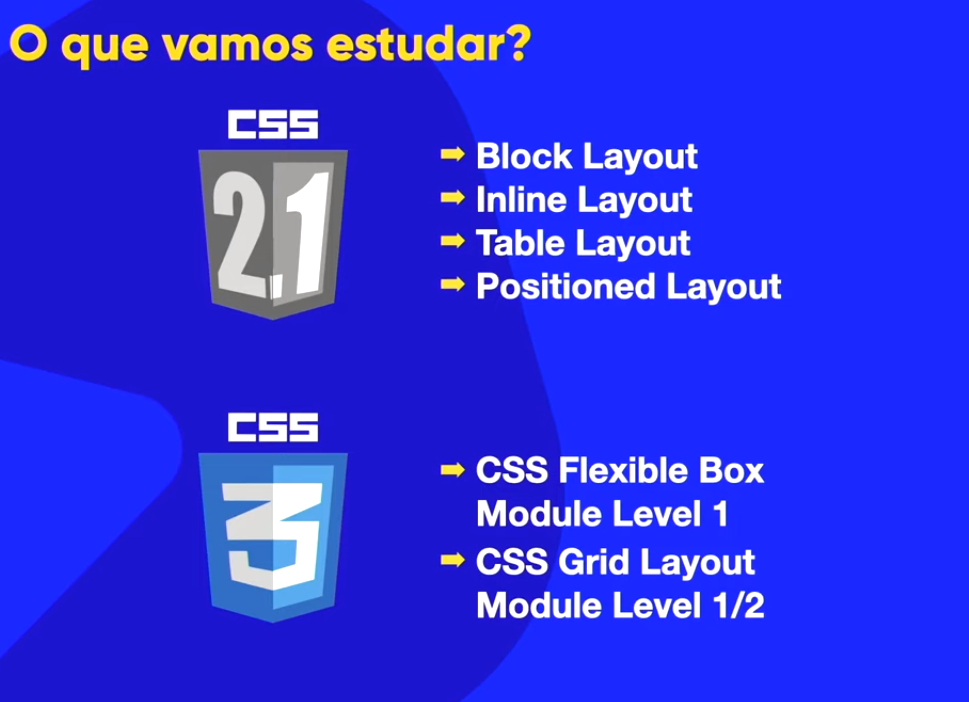 O que vamos estudar?
CSS
2.1
➡ Block Layout
➡ Inline Layout
➡ Table Layout
➡ Positioned Layout
CSS
3
➡ CSS Flexible Box
Module Level 1
➡ CSS Grid Layout
Module Level 1/2